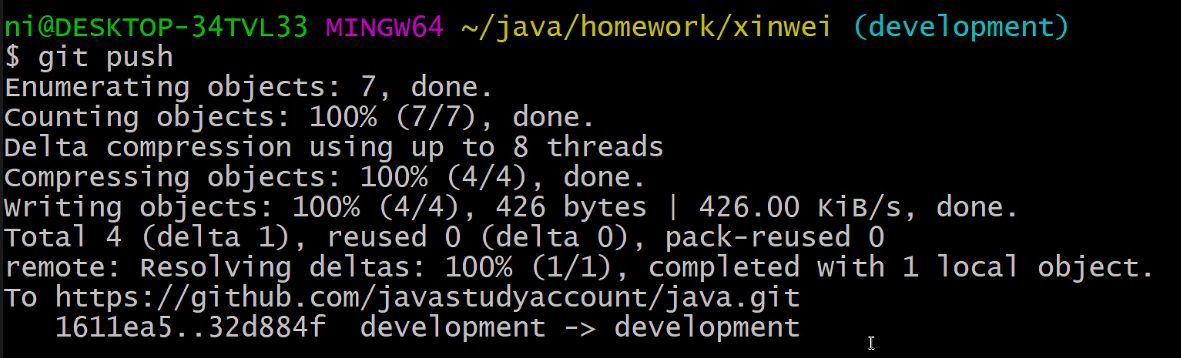 ni@DESKTOP-34TVL33 MINGW64 ~/java/homework/xinwei (development)
$ git push
Enumerating objects: 7, done.
Counting objects: 100% (7/7), done.
Delta compression using up to 8 threads
Compressing objects: 100% (4/4), done.
Writing objects: 100% (4/4), 426 bytes | 426.00 KiB/s, done.
Total 4 (delta 1), reused 0 (delta 0), pack-reused 0
remote: Resolving deltas: 100% (1/1), completed with 1 local object.
To https://github.com/javastudyaccount/java.git
   1611ea5..32d884f  development -> development